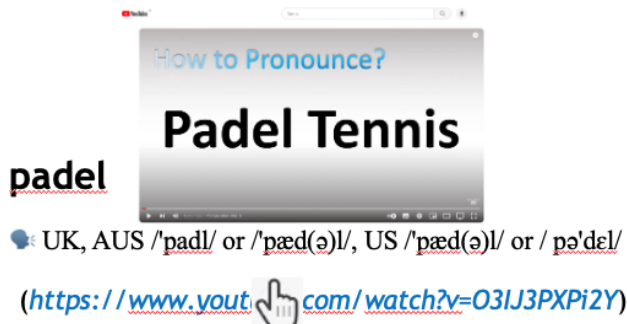 YouTube
How to Pronounce?
Padel Tennis
padel
UK, AUS /'padl/ or /'pæd(ə)l/, US /'pæd(ə)l/ or / pə'dɛl/
(https://www.yout com/watch?v=O3IJ3PXPi2Y)